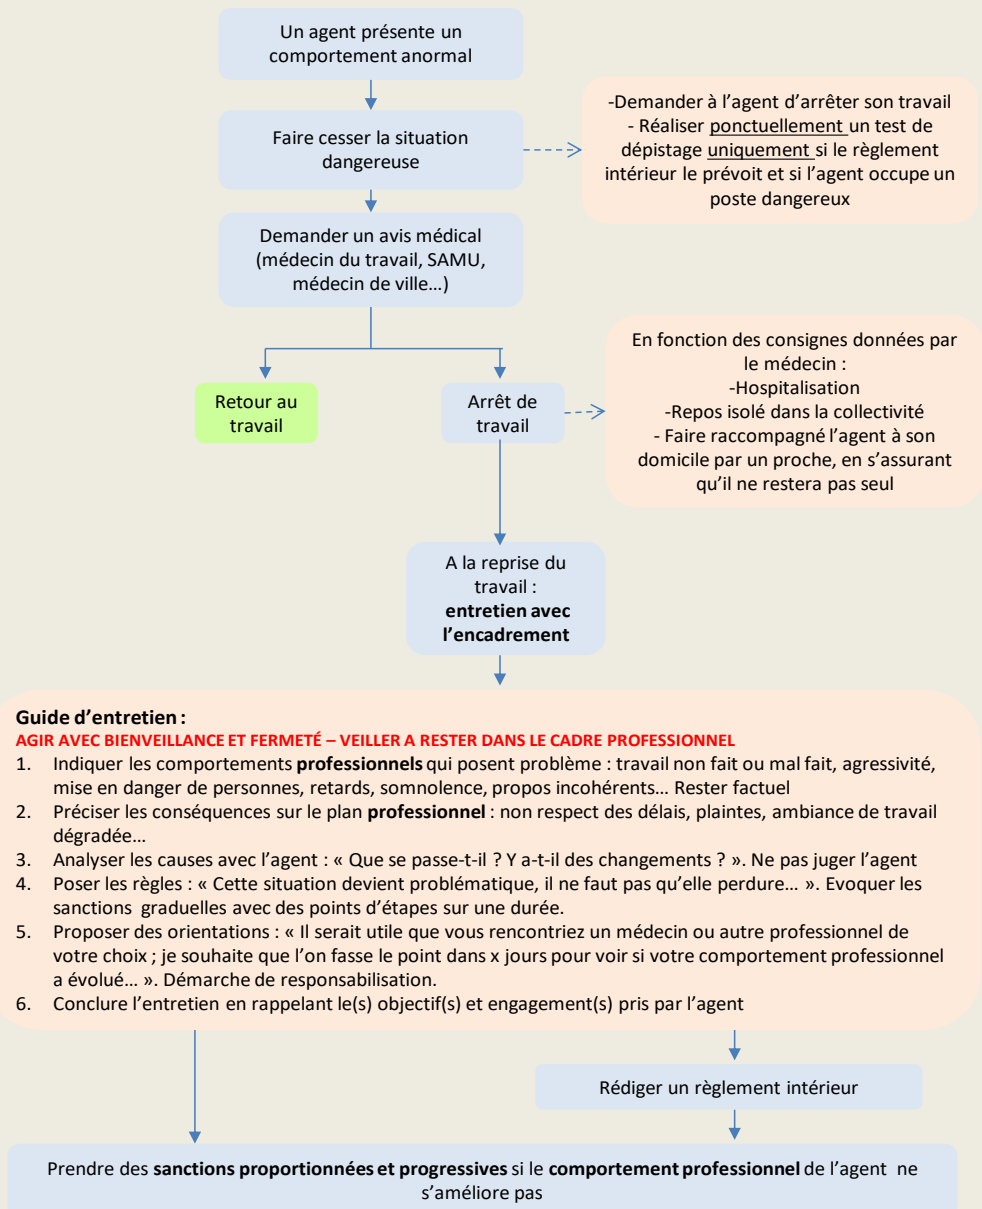 Un agent présente un
comportement anormal
Faire cesser la situation
dangereuse
-Demander à l’agent d’arrêter son travail
- Réaliser ponctuellement un test de
dépistage uniquement si le règlement
intérieur le prévoit et si l’agent occupe un
poste dangereux
Demander un avis médical
(médecin du travail, SAMU,
médecin de ville…)
Retour au
travail
Arrêt de
travail
En fonction des consignes données par
le médecin :
-Hospitalisation
-Repos isolé dans la collectivité
- Faire raccompagné l’agent à son
domicile par un proche, en s’assurant
qu’il ne restera pas seul
A la reprise du
travail :
entretien avec
l’encadrement
Guide d’entretien :
AGIR AVEC BIENVEILLANCE ET FERMETÉ – VEILLER A RESTER DANS LE CADRE PROFESSIONNEL
1. Indiquer les comportements professionnels qui posent problème : travail non fait ou mal fait, agressivité,
mise en danger de personnes, retards, somnolence, propos incohérents… Rester factuel
2. Préciser les conséquences sur le plan professionnel : non respect des délais, plaintes, ambiance de travail
dégradée…
3. Analyser les causes avec l’agent : « Que se passe-t-il ? Y a-t-il des changements ? ». Ne pas juger l’agent
4. Poser les règles : « Cette situation devient problématique, il ne faut pas qu’elle perdure… ». Evoquer les
sanctions graduelles avec des points d’étapes sur une durée.
5. Proposer des orientations : « Il serait utile que vous rencontriez un médecin ou autre professionnel de
votre choix ; je souhaite que l’on fasse le point dans x jours pour voir si votre comportement professionnel
a évolué… ». Démarche de responsabilisation.
6. Conclure l’entretien en rappelant le(s) objectif(s) et engagement(s) pris par l’agent
Rédiger un règlement intérieur
Prendre des sanctions proportionnées et progressives si le comportement professionnel de l’agent ne
s’améliore pas